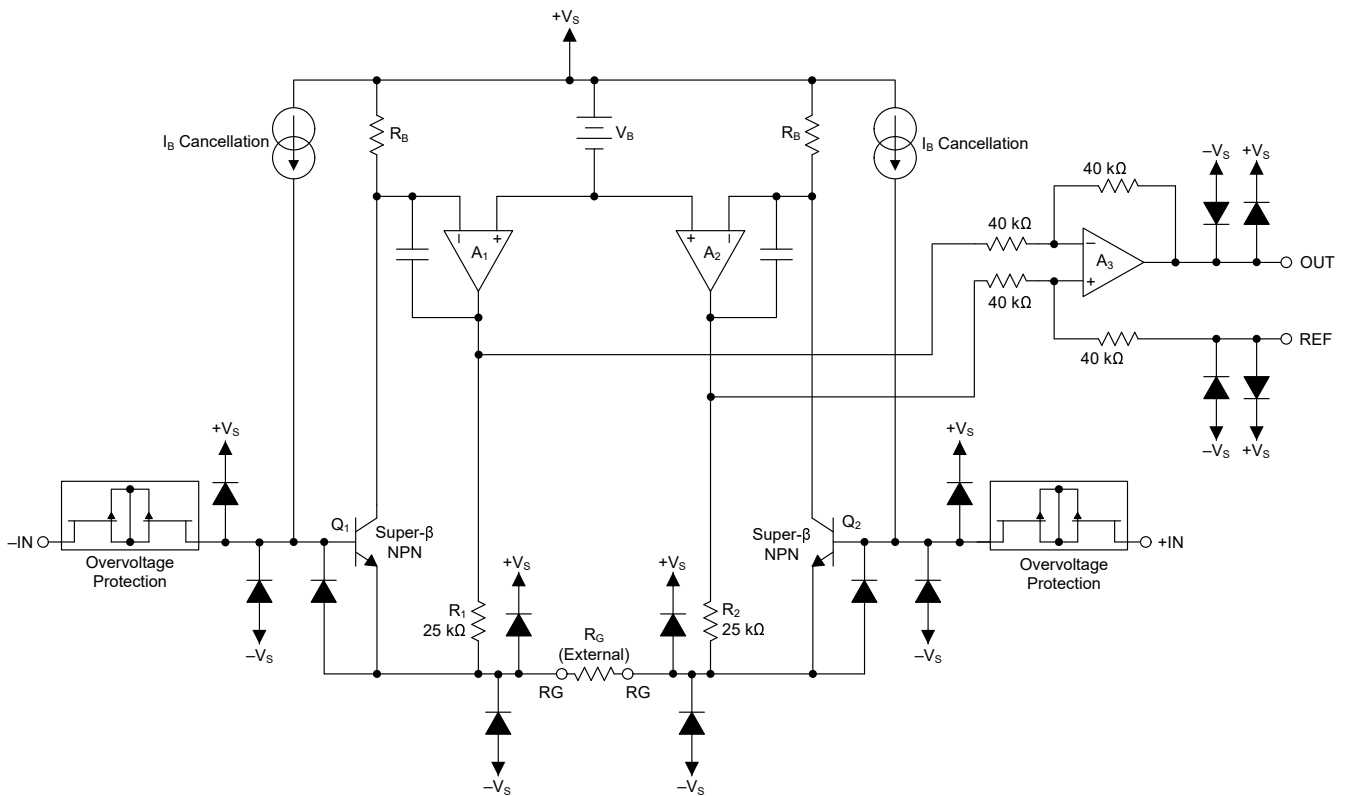 +VS
IB Cancellation
RB
VB
RB
IB Cancellation
–VS
+VS
40 kΩ
40 kΩ
+
A1
+
A2
–
A3
+
OUT
40 kΩ
REF
40 kΩ
+VS
+VS
–VS
+VS
Q1
Super-β
NPN
Super-β
NPN
Q2
–IN
+IN
Overvoltage
Protection
Overvoltage
Protection
+VS
+VS
R1
25 kΩ
R2
25 kΩ
RG
(External)
–VS
–VS
RG
RG
–VS
–VS